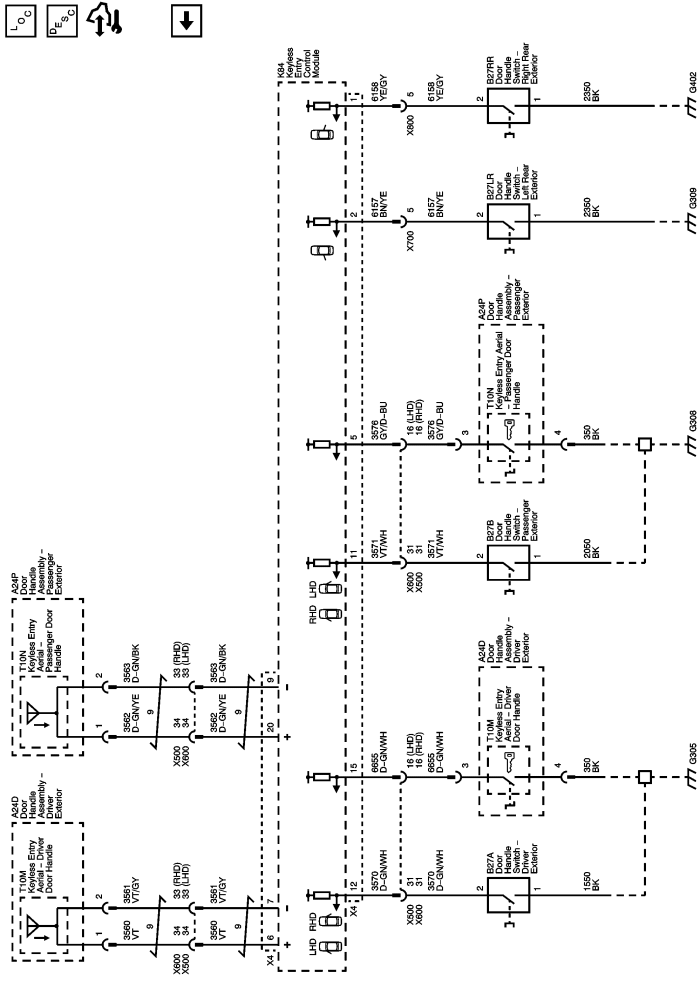 A24D
Door
Handle
Assembly –
Driver
Exterior
A24P
Door
Handle
Assembly –
Passenger
Exterior
LOC
DESC
T10M
Keyless Entry
Aerial – Driver
Door Handle
T10N
Keyless Entry
Aerial –
Passenger Door
Handle
1
2
1
2
3560
VT
3561
VT/GY
3562
D-GN/YE
3563
D-GN/BK
9
9
X600
X500
34
34
33 (RHD)
33 (LHD)
X500
X600
34
34
33 (RHD)
33 (LHD)
3560
VT
3561
VT/GY
3562
D-GN/YE
3563
D-GN/BK
9
9
X4
6
7
20
9
+
-
+
-
K84
Keyless
Entry
Control
Module
LHD
RHD
RHD
LHD
X4
12
15
11
5
2
1
3570
D-GN/WH
6655
D-GN/WH
3571
VT/WH
3576
GY/D-BU
6157
BN/YE
6158
YE/GY
X500
X600
31
31
16 (LHD)
16 (RHD)
X600
X500
31
31
16 (LHD)
16 (RHD)
X700
5
X800
5
3570
D-GN/WH
6655
D-GN/WH
3571
VT/WH
3576
GY/D-BU
6157
BN/YE
6158
YE/GY
3
3
2
2
2
2
B27A
Door
Handle
Switch –
Driver
Exterior
A24D
Door
Handle
Assembly –
Driver
Exterior
T10M
Keyless Entry
Aerial – Driver
Door Handle
B27B
Door
Handle
Switch –
Passenger
Exterior
A24P
Door
Handle
Assembly –
Passenger
Exterior
T10N
Keyless Entry Aerial
– Passenger Door
Handle
B27LR
Door
Handle
Switch –
Left Rear
Exterior
B27RR
Door
Handle
Switch –
Right Rear
Exterior
1
4
1
4
1
1
1550
BK
350
BK
2050
BK
350
BK
2350
BK
2350
BK
G305
G308
G309
G402